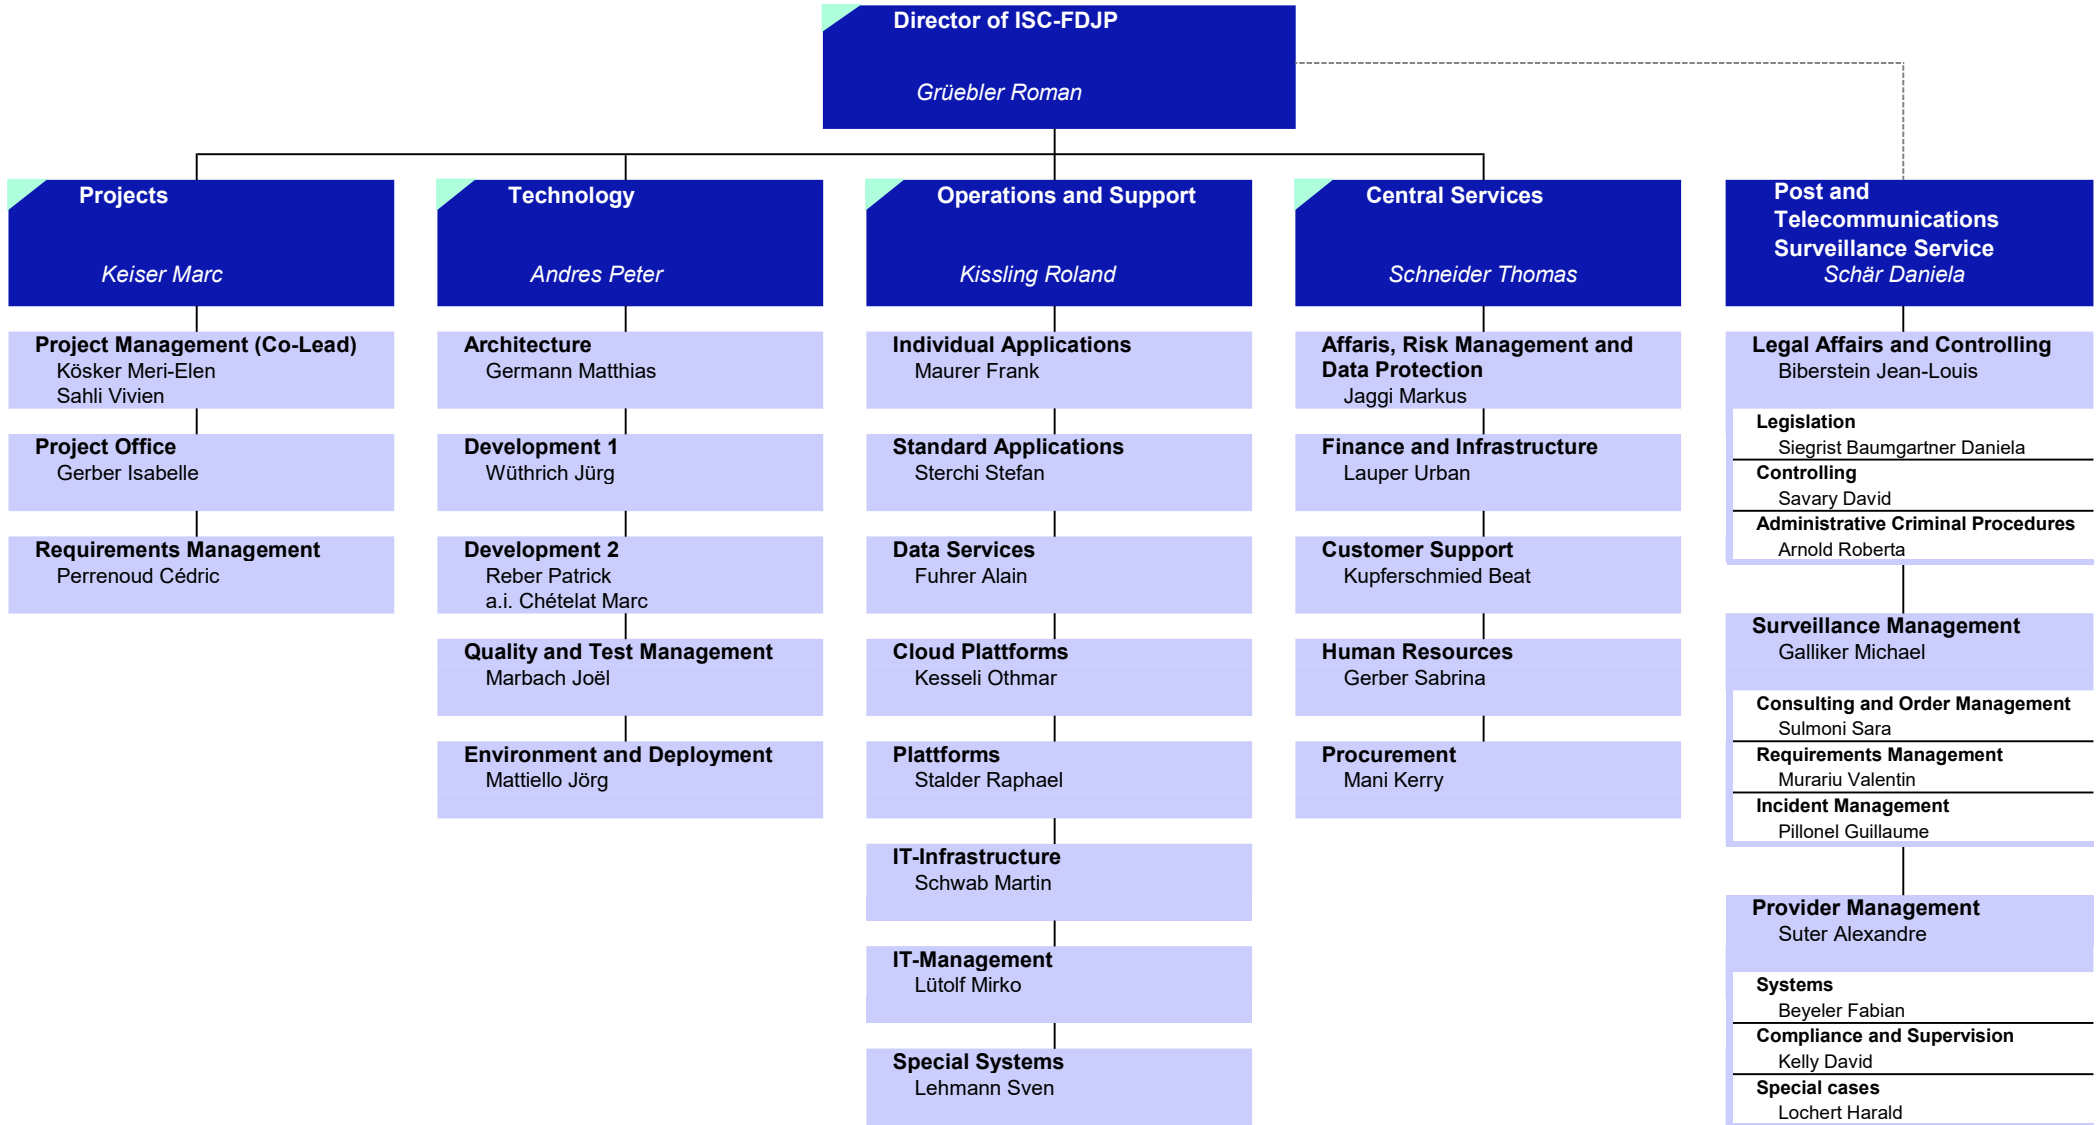 Director of ISC-FDJP
Grüebler Roman
Projects
Keiser Marc
Project Management (Co-Lead)
Kösker Meri-Elen
Sahli Vivien
Project Office
Gerber Isabelle
Requirements Management
Perrenoud Cédric
Technology
Andres Peter
Architecture
Germann Matthias
Development 1
Wüthrich Jürg
Development 2
Reber Patrick
a.i. Chételat Marc
Quality and Test Management
Marbach Joël
Environment and Deployment
Mattiello Jörg
Operations and Support
Kissling Roland
Individual Applications
Maurer Frank
Standard Applications
Sterchi Stefan
Data Services
Fuhrer Alain
Cloud Plattforms
Kesseli Othmar
Plattforms
Stalder Raphael
IT-Infrastructure
Schwab Martin
IT-Management
Lütolf Mirko
Special Systems
Lehmann Sven
Central Services
Schneider Thomas
Affaris, Risk Management and
Data Protection
Jaggi Markus
Finance and Infrastructure
Lauper Urban
Customer Support
Kupferschmied Beat
Human Resources
Gerber Sabrina
Procurement
Mani Kerry
Post and
Telecommunications
Surveillance Service
Schär Daniela
Legal Affairs and Controlling
Biberstein Jean-Louis
Legislation
Siegrist Baumgartner Daniela
Controlling
Savary David
Administrative Criminal Procedures
Arnold Roberta
Surveillance Management
Galliker Michael
Consulting and Order Management
Sulmoni Sara
Requirements Management
Murariu Valentin
Incident Management
Pillonel Guillaume
Provider Management
Suter Alexandre
Systems
Beyeler Fabian
Compliance and Supervision
Kelly David
Special cases
Lochert Harald